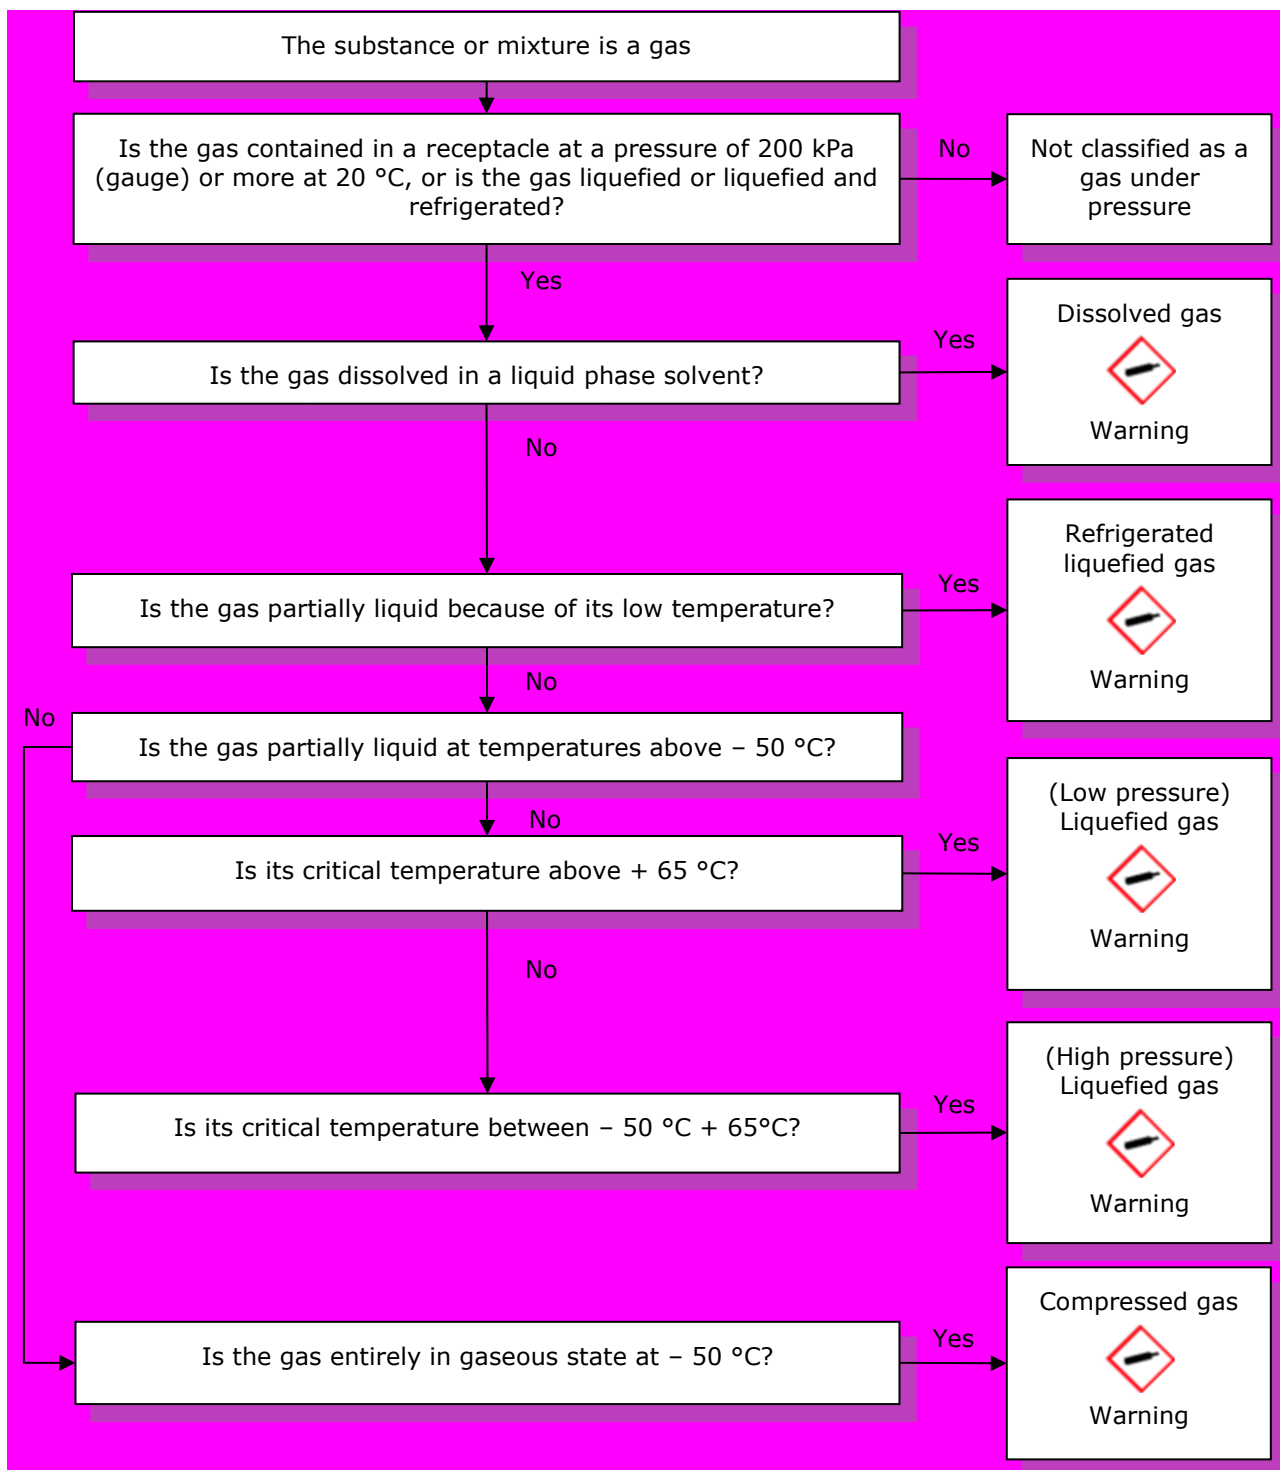 The substance or mixture is a gas
Is the gas contained in a receptacle at a pressure of 200 kPa
(gauge) or more at 20 °C, or is the gas liquefied or liquefied and
refrigerated?
No
Not classified as a
gas under
pressure
Yes
Is the gas dissolved in a liquid phase solvent?
Yes
Dissolved gas
Warning
No
Is the gas partially liquid because of its low temperature?
Yes
Refrigerated
liquefied gas
Warning
No
Is the gas partially liquid at temperatures above – 50 °C?
No
No
Is its critical temperature above + 65 °C?
Yes
(Low pressure)
Liquefied gas
Warning
No
Is its critical temperature between – 50 °C + 65°C?
Yes
(High pressure)
Liquefied gas
Warning
Is the gas entirely in gaseous state at – 50 °C?
Yes
Compressed gas
Warning